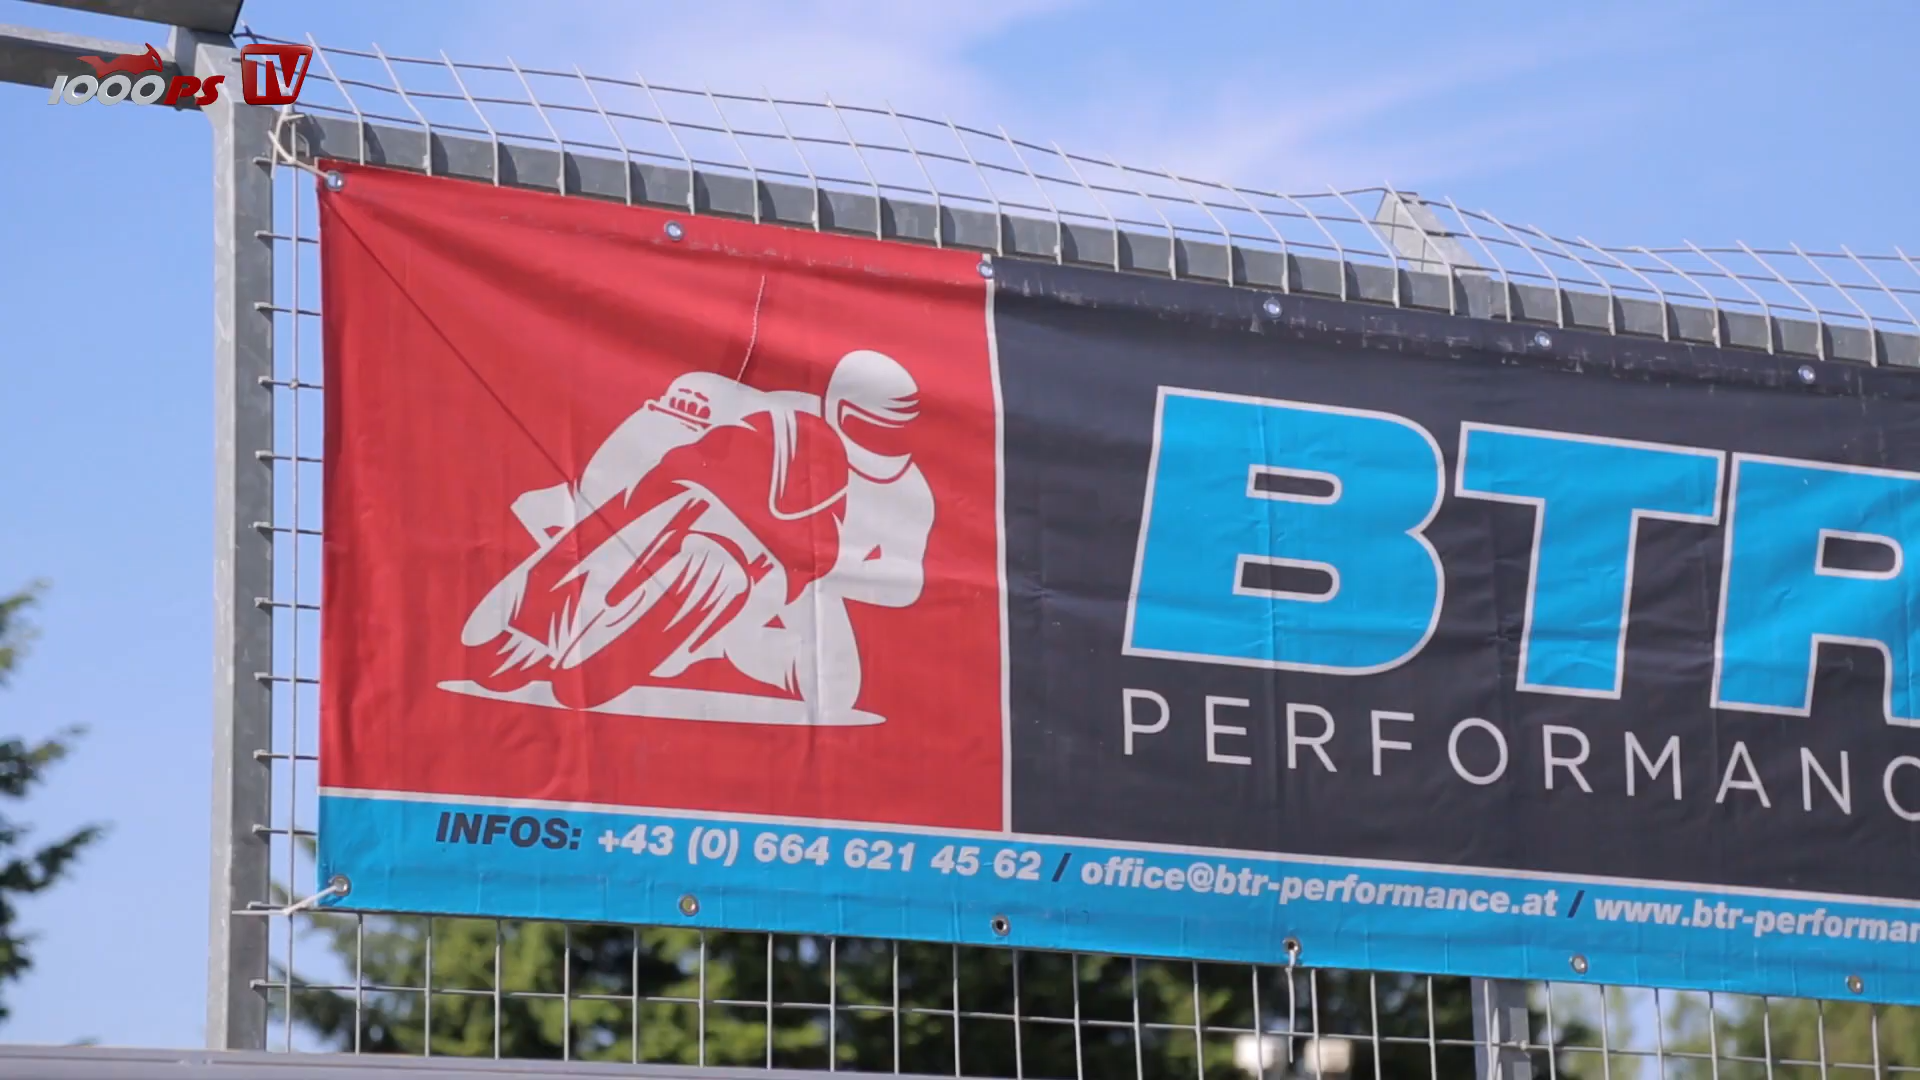 1000PS TV
BTR
PERFORMANC
INFOS: +43 (0) 664 621 45 62 / office@btr-performance.at / www.btr-performan